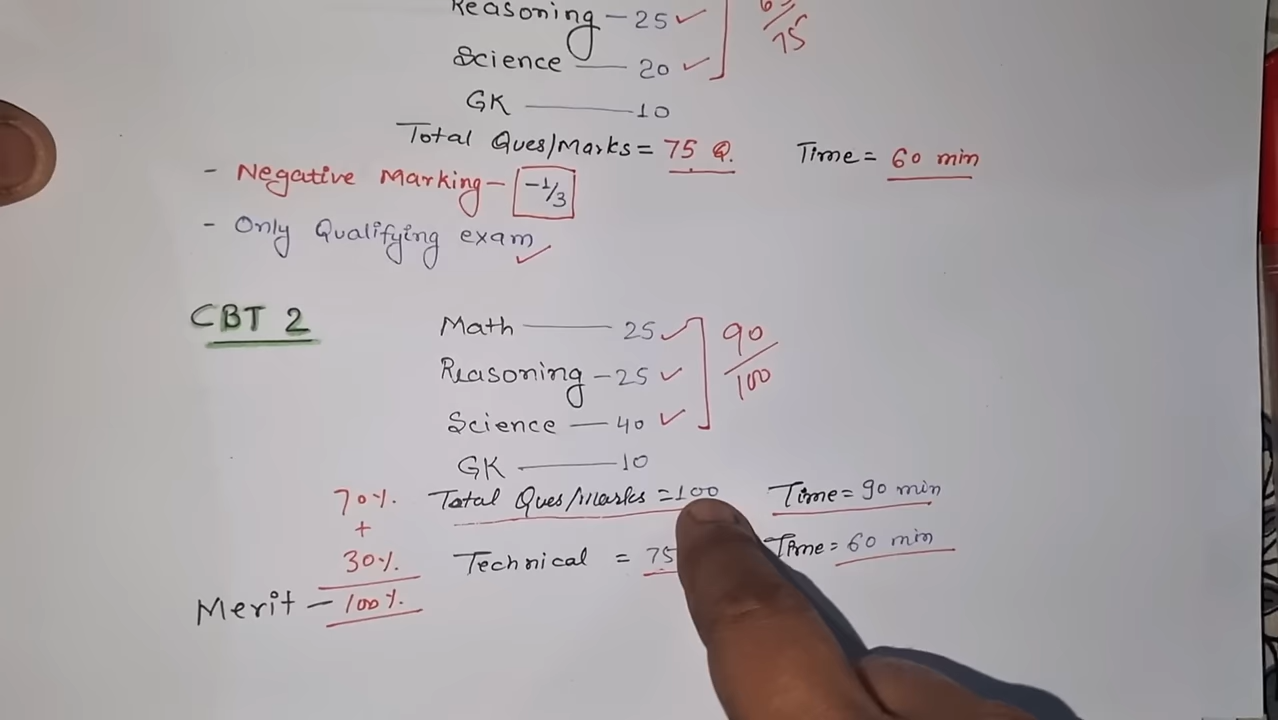 Reasoning - 25 ✓
Science — 20 ✓
75
GK — 10
Total Ques/Marks = 75 Q. Time = 60 min
- Negative Marking - -1/3
- Only Qualifying exam ✓
CBT 2
Math — 25 ✓
Reasoning - 25 ✓
90/100
Science — 40 ✓
GK — 10
70% Total Ques/Marks = 100 Time = 90 min
+
30% Technical = 75 Time = 60 min
Merit - 100%